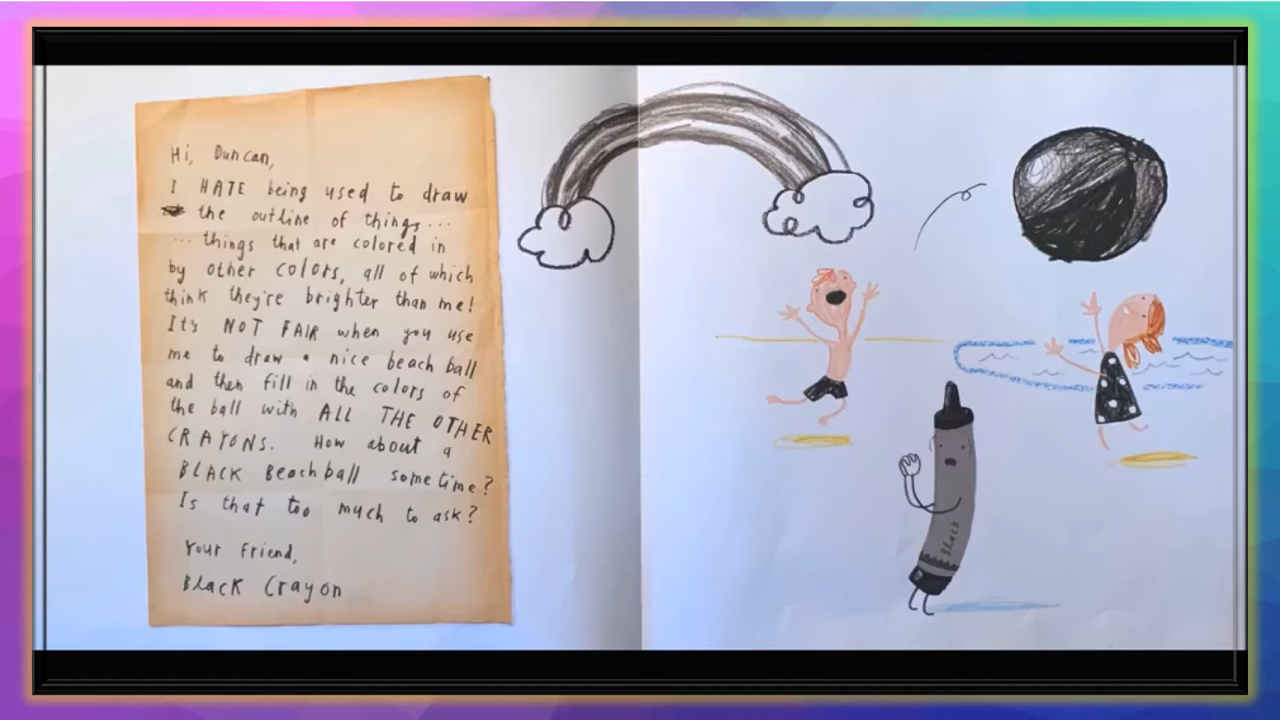 Hi, Duncan,
I HATE being used to draw
the outline of things...
...things that are colored in
by other colors, all of which
think they're brighter than me!
It's NOT FAIR when you use
me to draw a nice beach ball
and then fill in the colors of
the ball with ALL THE OTHER
CRAYONS. How about a
BLACK Beach ball sometime?
Is that too much to ask?
Your friend,
Black Crayon
black